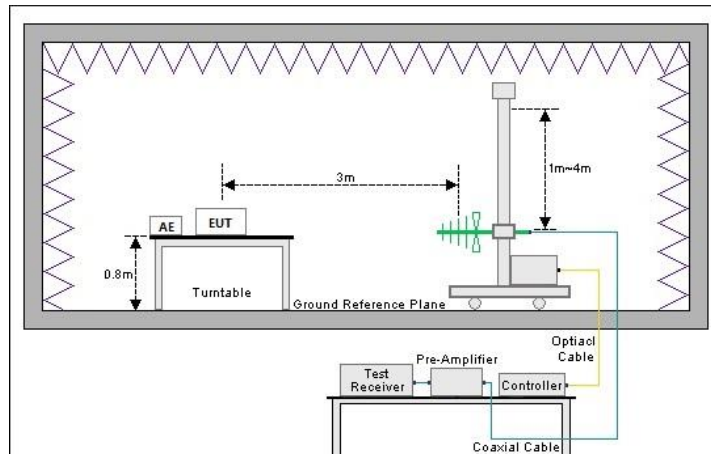 3m
1m~4m
AE
EUT
0.8m
Turntable
Ground Reference Plane
Optiacl
Cable
Pre-Amplifier
Test
Receiver
Controller
Coaxial Cable